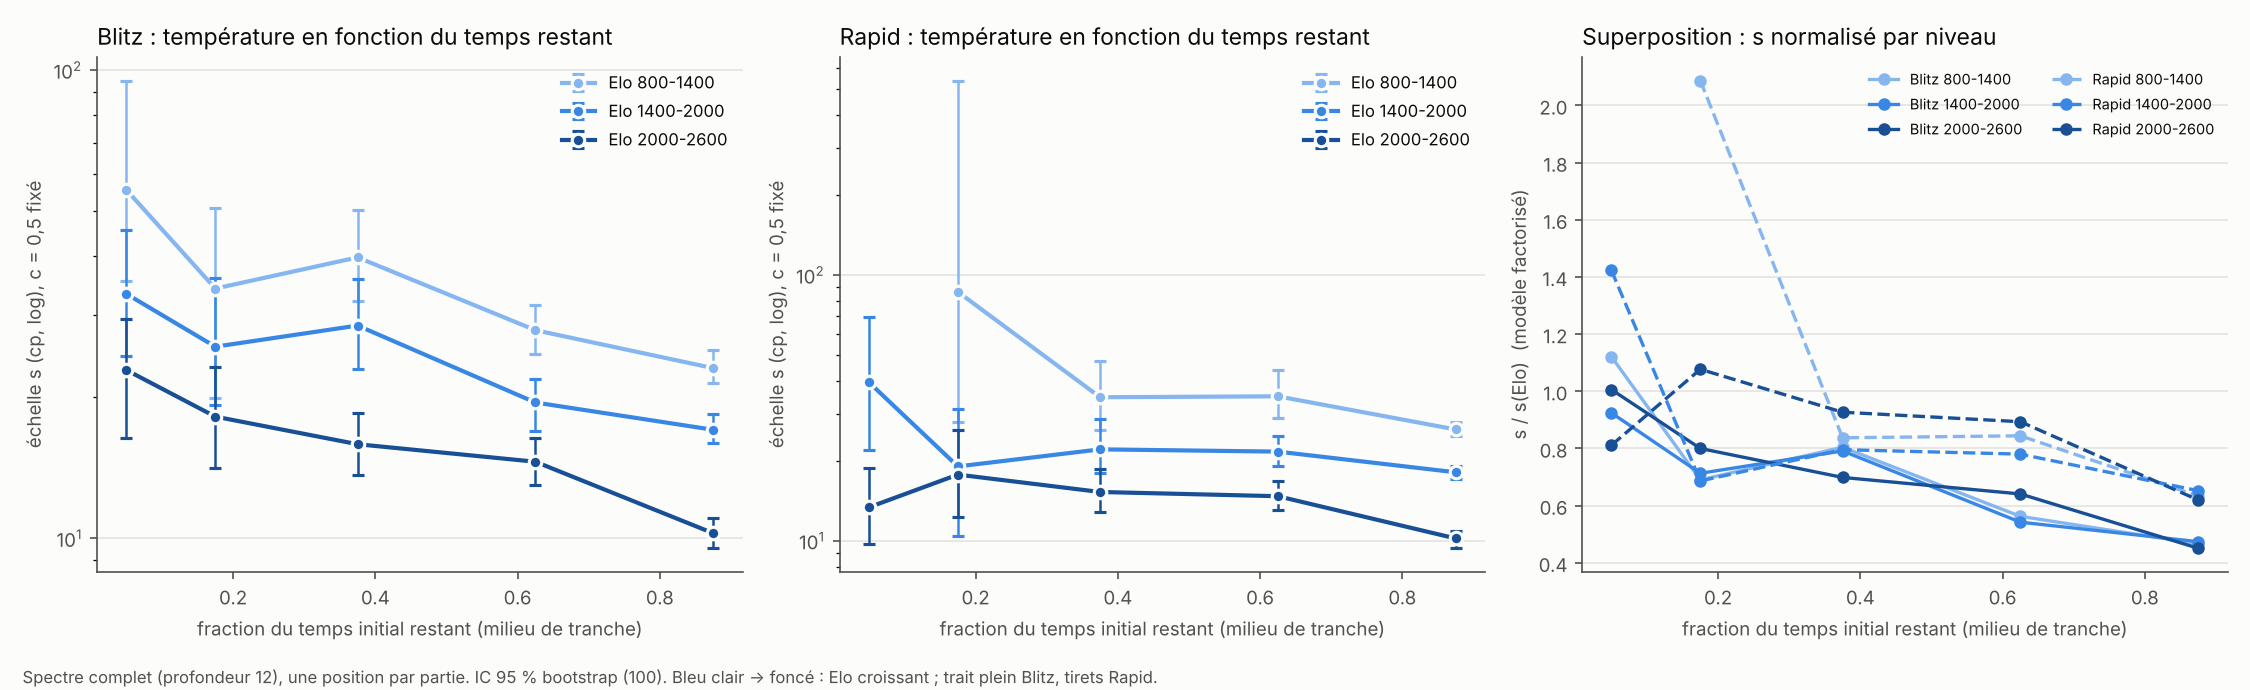 Blitz : température en fonction du temps restant
échelle s (cp, log), c = 0,5 fixé
10²
10¹
Elo 800-1400
Elo 1400-2000
Elo 2000-2600
0.2 0.4 0.6 0.8
fraction du temps initial restant (milieu de tranche)
Rapid : température en fonction du temps restant
échelle s (cp, log), c = 0,5 fixé
10²
10¹
Elo 800-1400
Elo 1400-2000
Elo 2000-2600
0.2 0.4 0.6 0.8
fraction du temps initial restant (milieu de tranche)
Superposition : s normalisé par niveau
s / s(Elo) (modèle factorisé)
2.0
1.8
1.6
1.4
1.2
1.0
0.8
0.6
0.4
Blitz 800-1400 Rapid 800-1400
Blitz 1400-2000 Rapid 1400-2000
Blitz 2000-2600 Rapid 2000-2600
0.2 0.4 0.6 0.8
fraction du temps initial restant (milieu de tranche)
Spectre complet (profondeur 12), une position par partie. IC 95 % bootstrap (100). Bleu clair → foncé : Elo croissant ; trait plein Blitz, tirets Rapid.